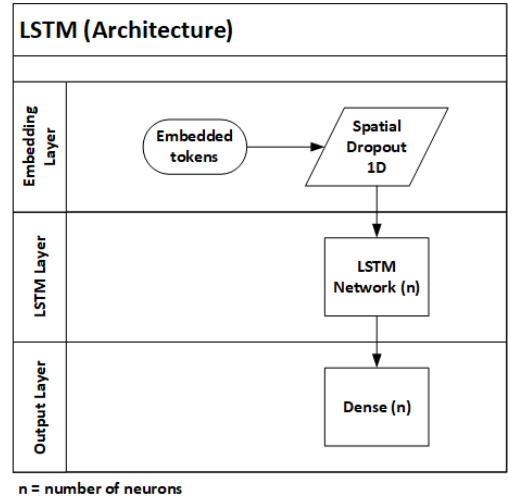 LSTM (Architecture)
Embedding
Layer
Embedded
tokens
Spatial
Dropout
1D
LSTM Layer
LSTM
Network (n)
Output Layer
Dense (n)
n = number of neurons